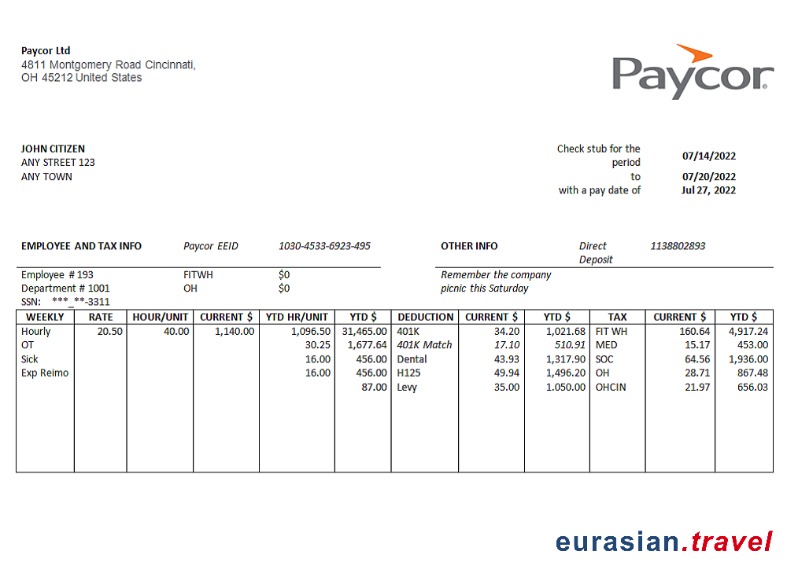 Paycor Ltd
4811 Montgomery Road Cincinnati,
OH 45212 United States
Paycor
JOHN CITIZEN
ANY STREET 123
ANY TOWN
Check stub for the period 07/14/2022
to 07/20/2022
with a pay date of Jul 27, 2022
EMPLOYEE AND TAX INFO Paycor EEID 1030-4533-6923-495 OTHER INFO Direct Deposit 1138802893
Employee # 193 FITWH $0 Remember the company
Department # 1001 OH $0 picnic this Saturday
SSN: ***_**-3311
WEEKLY RATE HOUR/UNIT CURRENT $ YTD HR/UNIT YTD $ DEDUCTION CURRENT $ YTD $ TAX CURRENT $ YTD $
Hourly 20.50 40.00 1,140.00 1,096.50 31,465.00 401K 34.20 1,021.68 FIT WH 160.64 4,917.24
OT 30.25 1,677.64 401K Match 17.10 510.91 MED 15.17 453.00
Sick 16.00 456.00 Dental 43.93 1,317.90 SOC 64.56 1,936.00
Exp Reimo 16.00 456.00 H125 49.94 1,496.20 OH 28.71 867.48
87.00 Levy 35.00 1.050.00 OHCIN 21.97 656.03
eurasian.travel